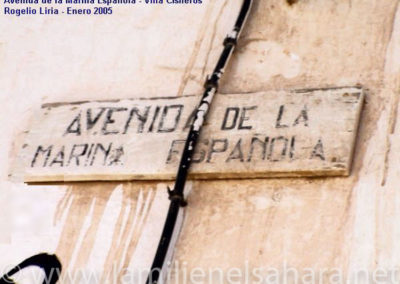 Avenida de la Marina Española - Villa Cisneros
Rogelio Liria - Enero 2005
AVENIDA DE LA
MARINA ESPAÑOLA
© www.lamilienelsahara.net